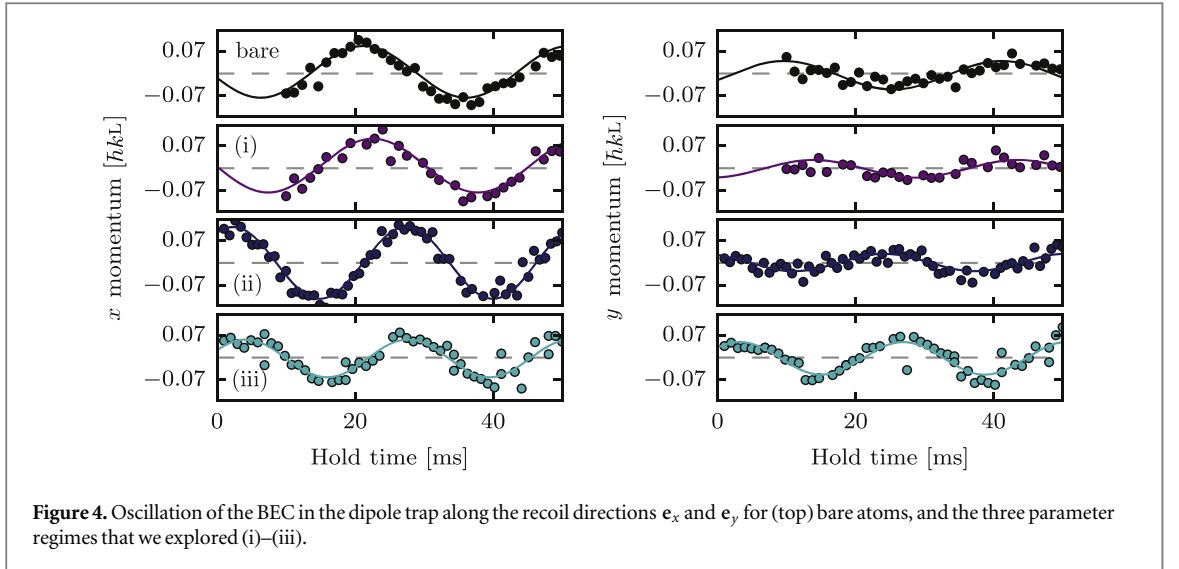 bare
(i)
(ii)
(iii)
0.07
−0.07
0.07
−0.07
0.07
−0.07
0.07
−0.07
x momentum [ħkL]
0 20 40
Hold time [ms]
0.07
−0.07
0.07
−0.07
0.07
−0.07
0.07
−0.07
y momentum [ħkL]
0 20 40
Hold time [ms]
Figure 4. Oscillation of the BEC in the dipole trap along the recoil directions eₓ and e_y for (top) bare atoms, and the three parameter
regimes that we explored (i)–(iii).